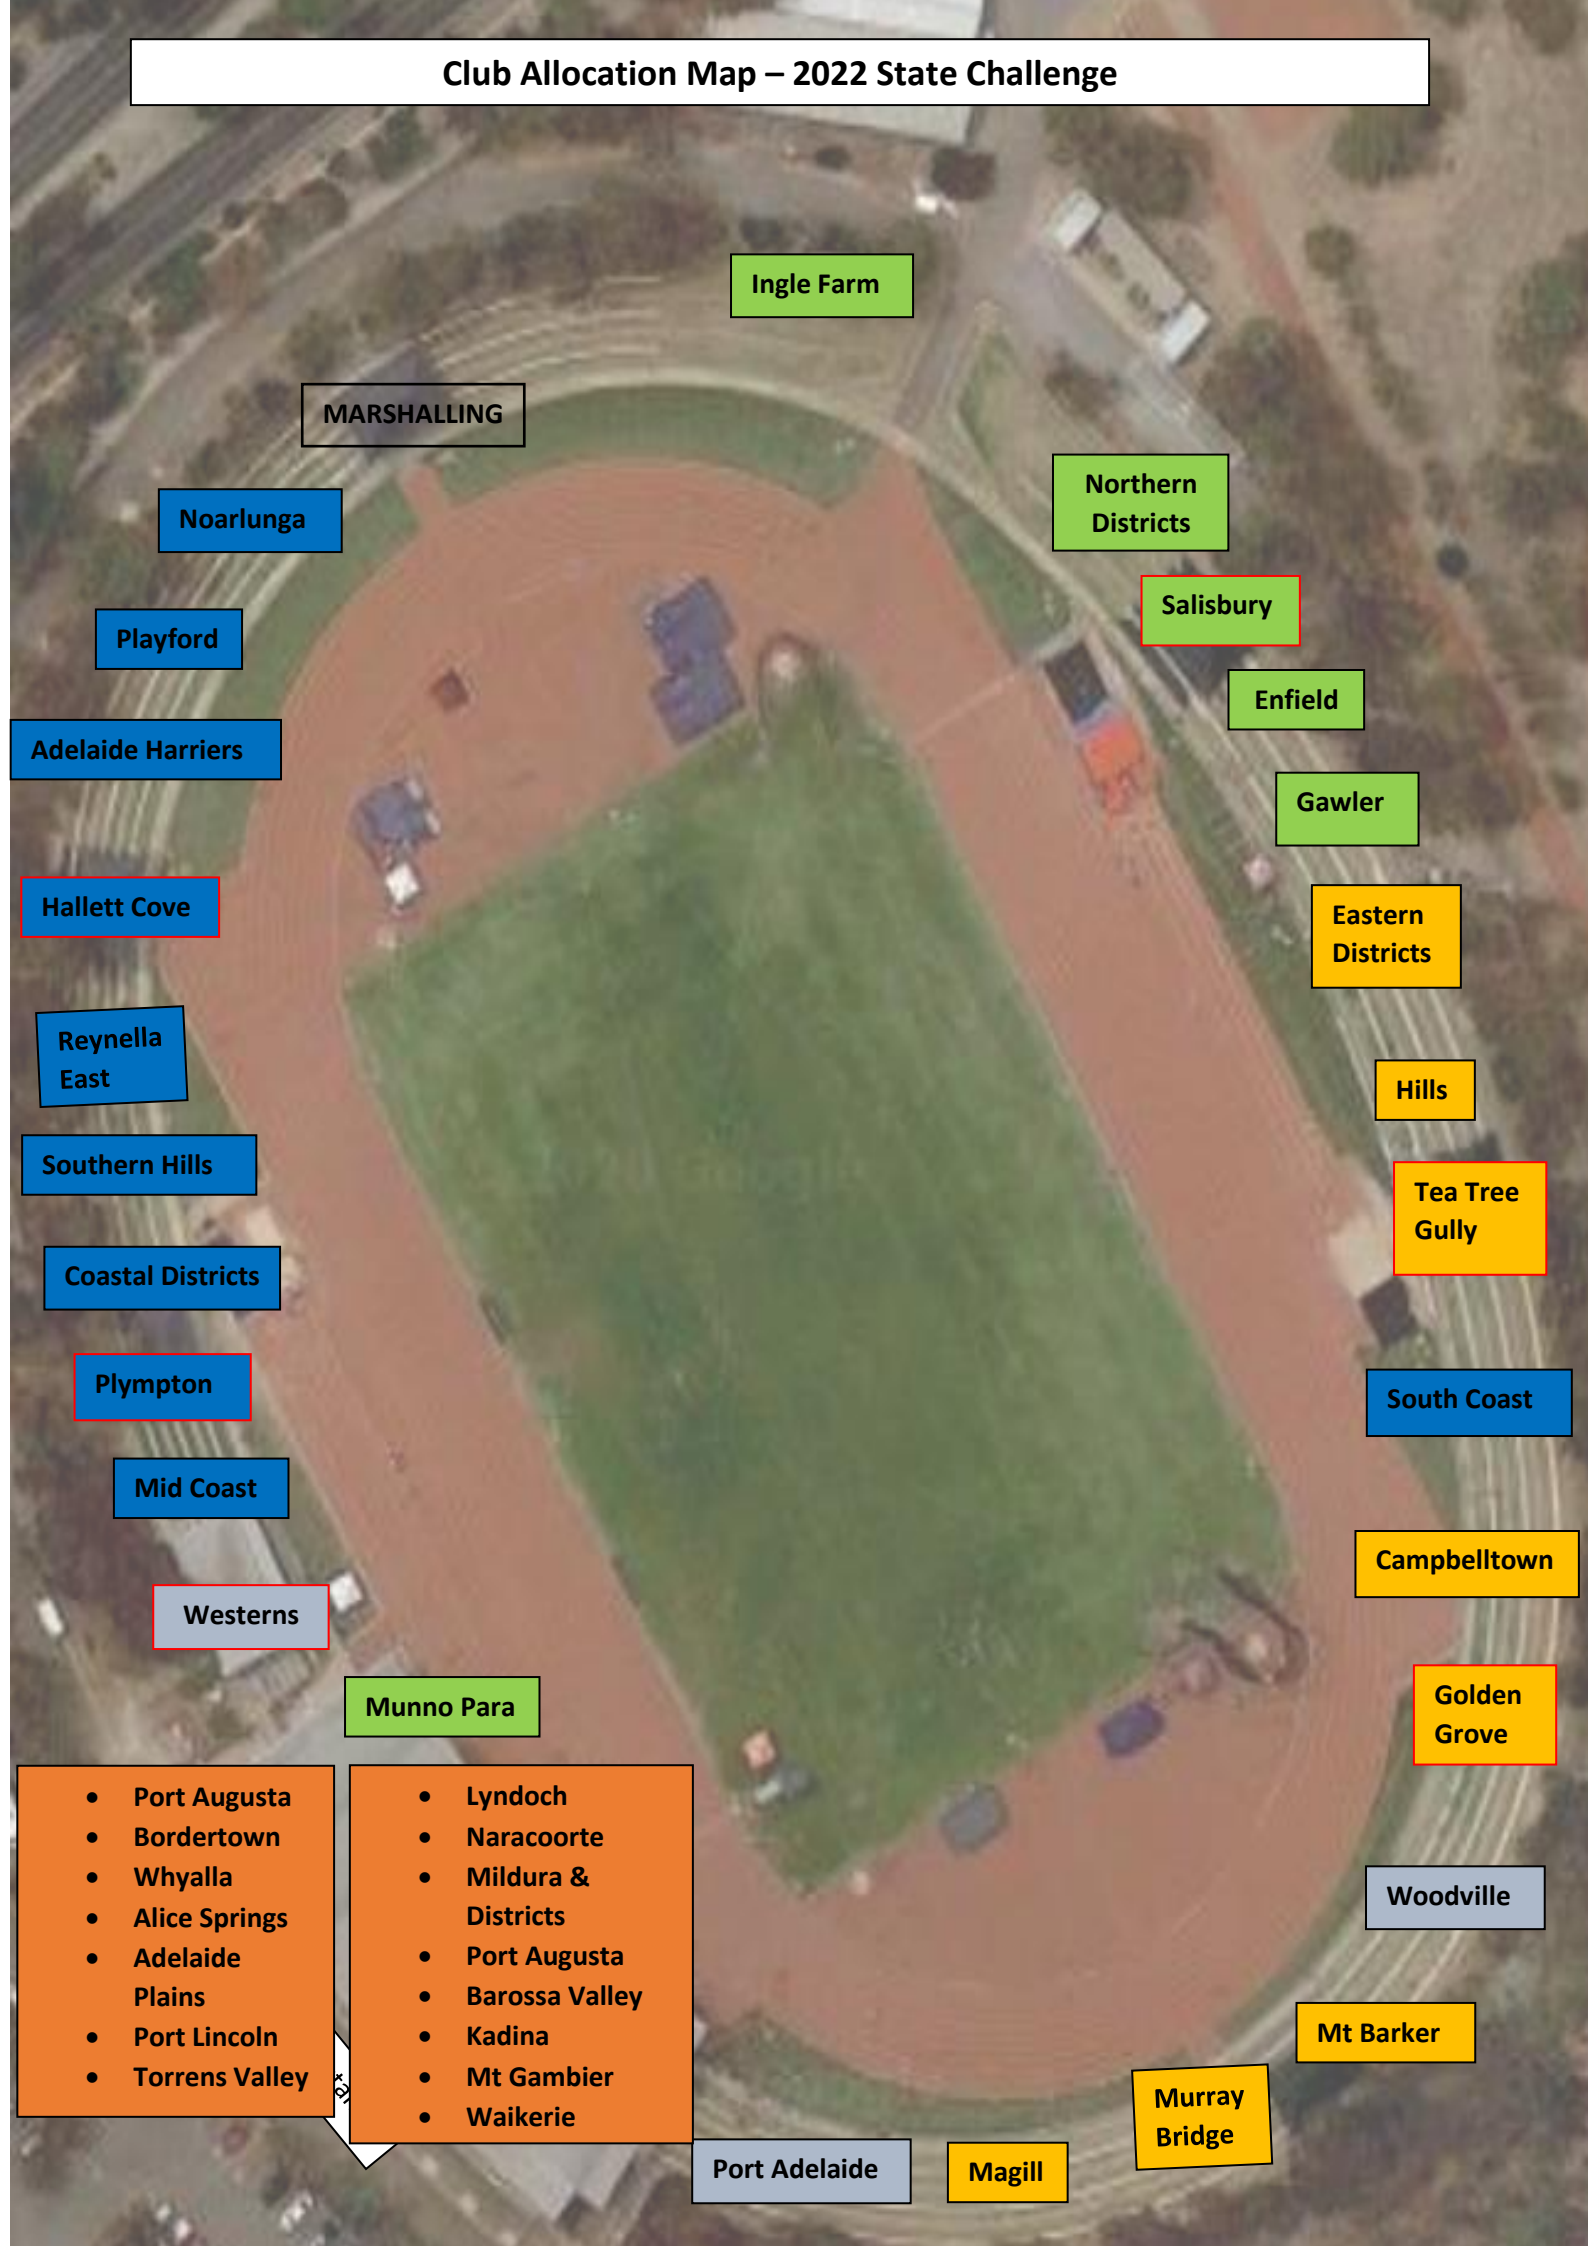 Club Allocation Map – 2022 State Challenge
Ingle Farm
MARSHALLING
Northern
Districts
Noarlunga
Salisbury
Playford
Enfield
Adelaide Harriers
Gawler
Hallett Cove
Eastern
Districts
Reynella
East
Hills
Southern Hills
Tea Tree
Gully
Coastal Districts
Plympton
South Coast
Mid Coast
Campbelltown
Westerns
Munno Para
Golden
Grove
• Port Augusta
• Bordertown
• Whyalla
• Alice Springs
• Adelaide
Plains
• Port Lincoln
• Torrens Valley
• Lyndoch
• Naracoorte
• Mildura &
Districts
• Port Augusta
• Barossa Valley
• Kadina
• Mt Gambier
• Waikerie
Woodville
Mt Barker
Murray
Bridge
Port Adelaide
Magill